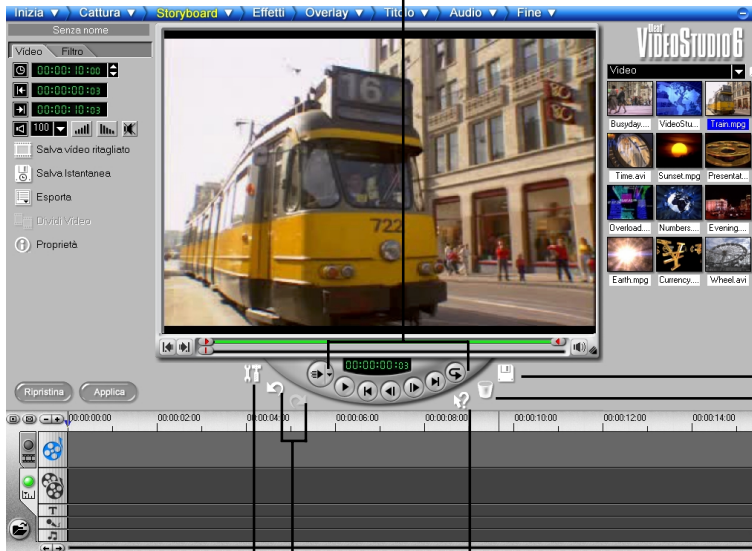 Inizia Cattura Storyboard Effetti Overlay Titolo Audio Fine
Senza nome
Video Filtro
00:00:10:00
00:00:00:03
00:00:10:03
100
Salva video ritagliato
Salva Istantanea
Esporta
Dividi Video
Proprietà
Ripristina Applica
16
722
00:00:00:03
Ulead VIDEOSTUDIO 6
Video
Busyday.... VideoStu... Train.mpg
Time.avi Sunset.mpg Presentat...
Overload.... Numbers.... Evening....
Earth.mpg Currency.... Wheel.avi
00:00:00:00 00:00:02:00 00:00:04:00 00:00:06:00 00:00:08:00 00:00:10:00 00:00:12:00 00:00:14:00
T